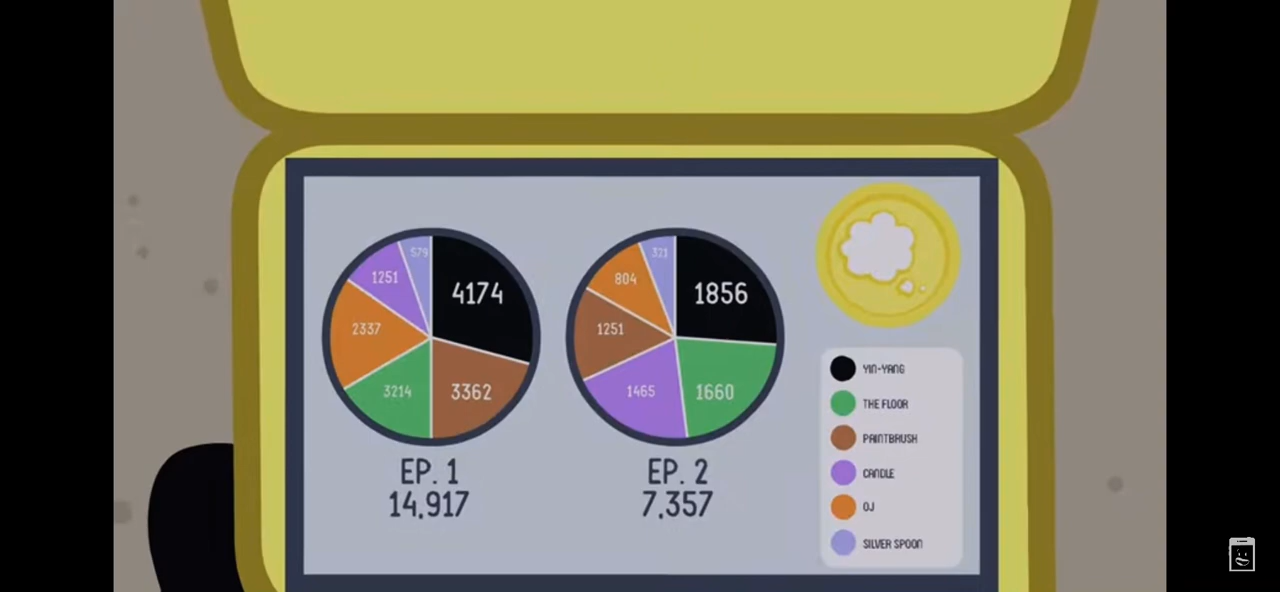 579
4174
1251
2337
3214
3362
EP. 1
14,917
321
1856
804
1251
1465
1660
EP. 2
7,357
YIN-YANG
THE FLOOR
PAINTBRUSH
CANDLE
OJ
SILVER SPOON